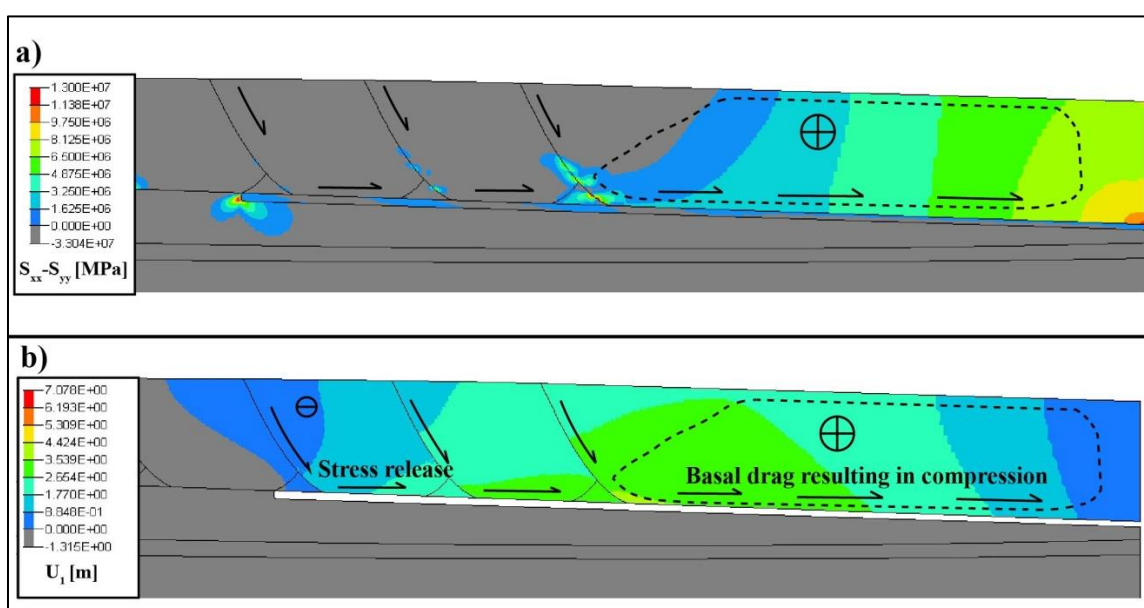 a)
1.300E+07
1.138E+07
9.750E+06
8.125E+06
6.500E+06
4.875E+06
3.250E+06
1.625E+06
0.000E+00
-3.304E+07
Sxx-Syy [MPa]
b)
7.078E+00
6.193E+00
5.309E+00
4.424E+00
3.539E+00
2.654E+00
1.770E+00
8.848E-01
0.000E+00
-1.315E+00
U1 [m]
Stress release
Basal drag resulting in compression